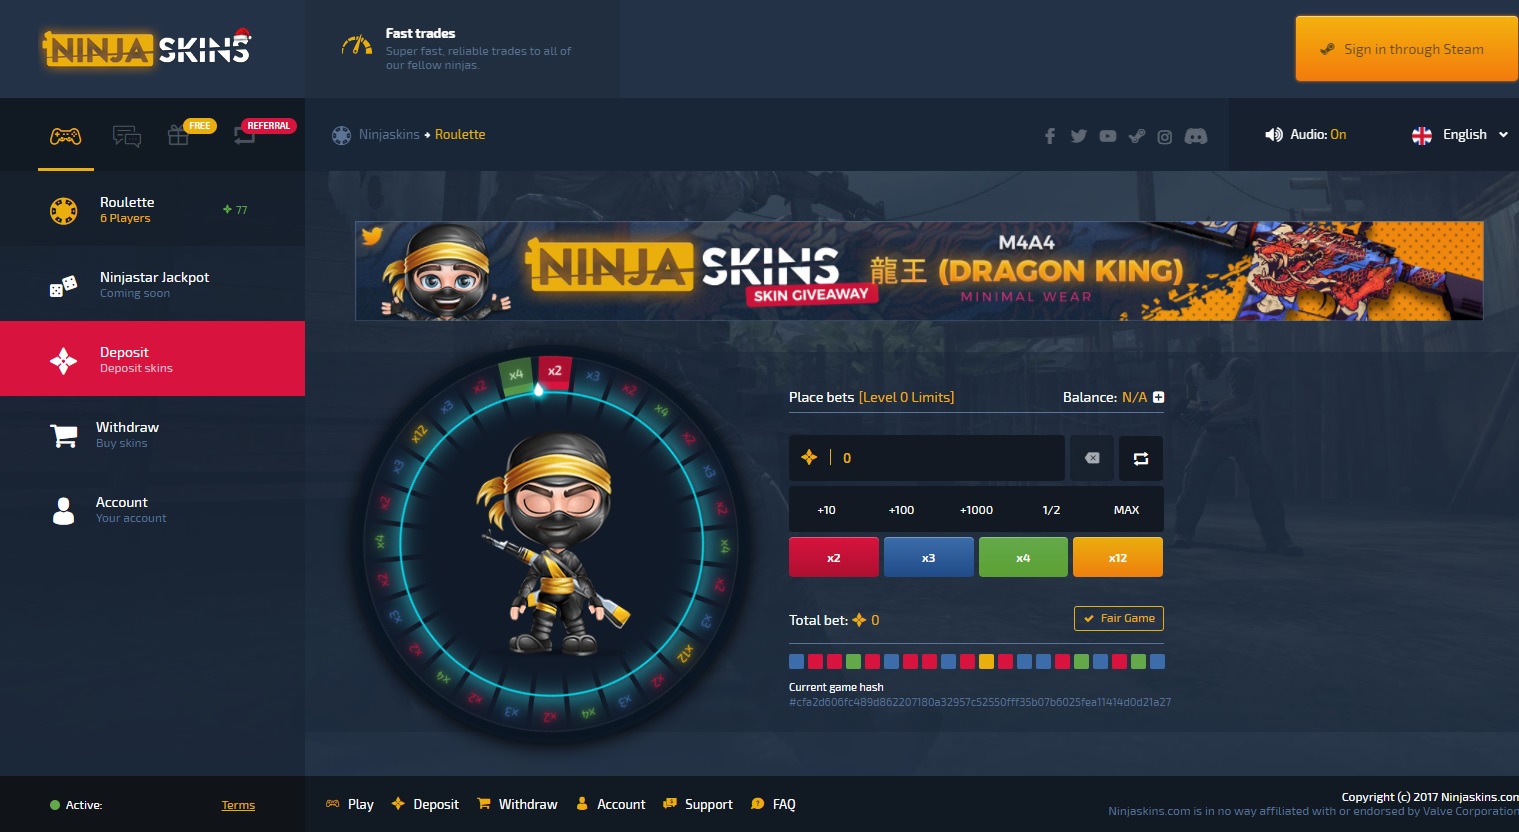 NINJA SKINS
Fast trades
Super fast, reliable trades to all of
our fellow ninjas.
Sign in through Steam
FREE
REFERRAL
Ninjaskins
Roulette
Audio: On
English
Roulette
6 Players
77
Ninjastar Jackpot
Coming soon
Deposit
Deposit skins
Withdraw
Buy skins
Account
Your account
NINJA SKINS
SKIN GIVEAWAY
M4A4
龍王 (DRAGON KING)
MINIMAL WEAR
x4
x2
x3
x2
x4
x2
x3
x2
x4
x2
x3
x12
x2
x3
x4
x2
x3
x2
x4
x2
x3
x2
x4
x2
x3
x12
x3
x2
Place bets [Level 0 Limits]
Balance: N/A
0
+10
+100
+1000
1/2
MAX
x2
x3
x4
x12
Total bet: 0
Fair Game
Current game hash
#cfa2d606fc489d862207180a32957c52550fff35b07b6025fea11414d0d21a27
Active:
Terms
Play
Deposit
Withdraw
Account
Support
FAQ
Copyright (c) 2017 Ninjaskins.com
Ninjaskins.com is in no way affiliated with or endorsed by Valve Corporation